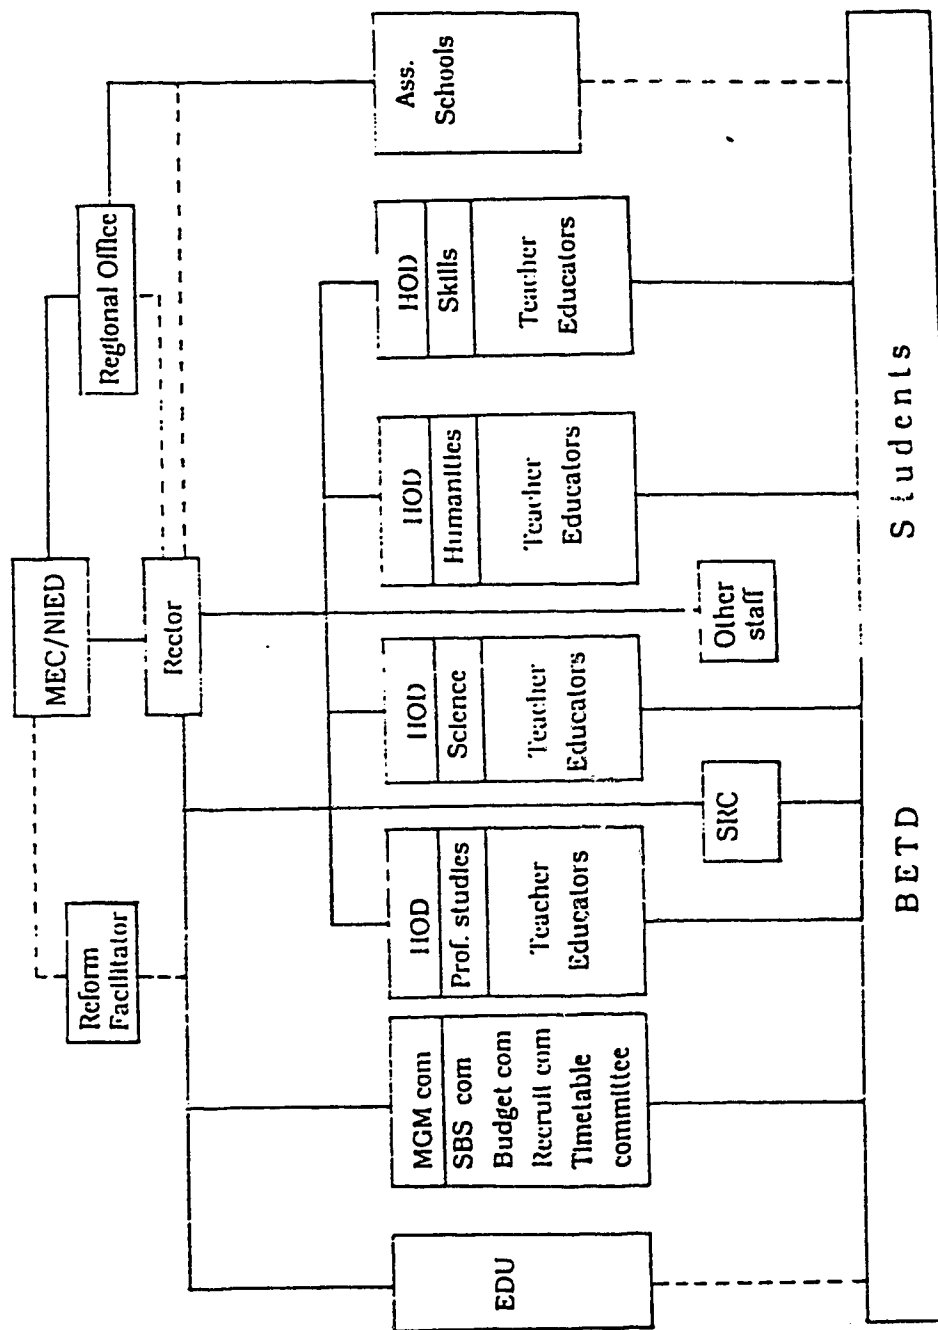 MEC/NIED
Reform
Facilitator
Rector
Regional Office
EDU
MGM com
SBS com
Budget com
Recruit com
Timetable
committee
HOD
Prof. studies
Teacher
Educators
HOD
Science
Teacher
Educators
HOD
Humanities
Teacher
Educators
HOD
Skills
Teacher
Educators
Ass.
Schools
SRC
Other
staff
BETD Students